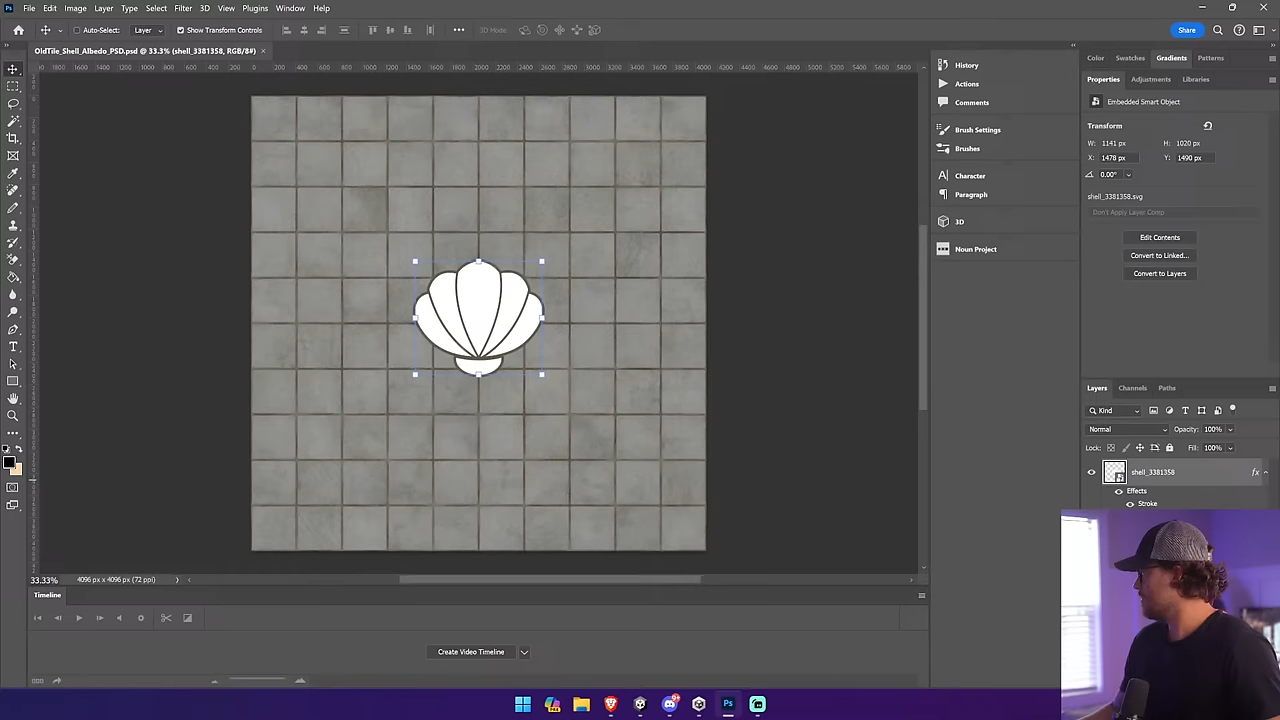 File Edit Image Layer Type Select Filter 3D View Plugins Window Help
Auto-Select: Layer Show Transform Controls 3D Mode: Share
OldTile_Shell_Albedo_PSD.psd @ 33.3% (shell_3381358, RGB/8#)
Color Swatches Gradients Patterns
History
Actions
Comments
Brush Settings
Brushes
Character
Paragraph
3D
Noun Project
Properties Adjustments Libraries
Embedded Smart Object
Transform
W: 1141 px H: 1020 px
X: 1478 px Y: 1490 px
0.00°
shell_3381358.svg
Don't Apply Layer Comp
Edit Contents
Convert to Linked...
Convert to Layers
Layers Channels Paths
Kind
Normal Opacity: 100%
Lock: Fill: 100%
shell_3381358 fx
Effects
Stroke
33.33% 4096 px x 4096 px (72 ppi)
Timeline
Create Video Timeline